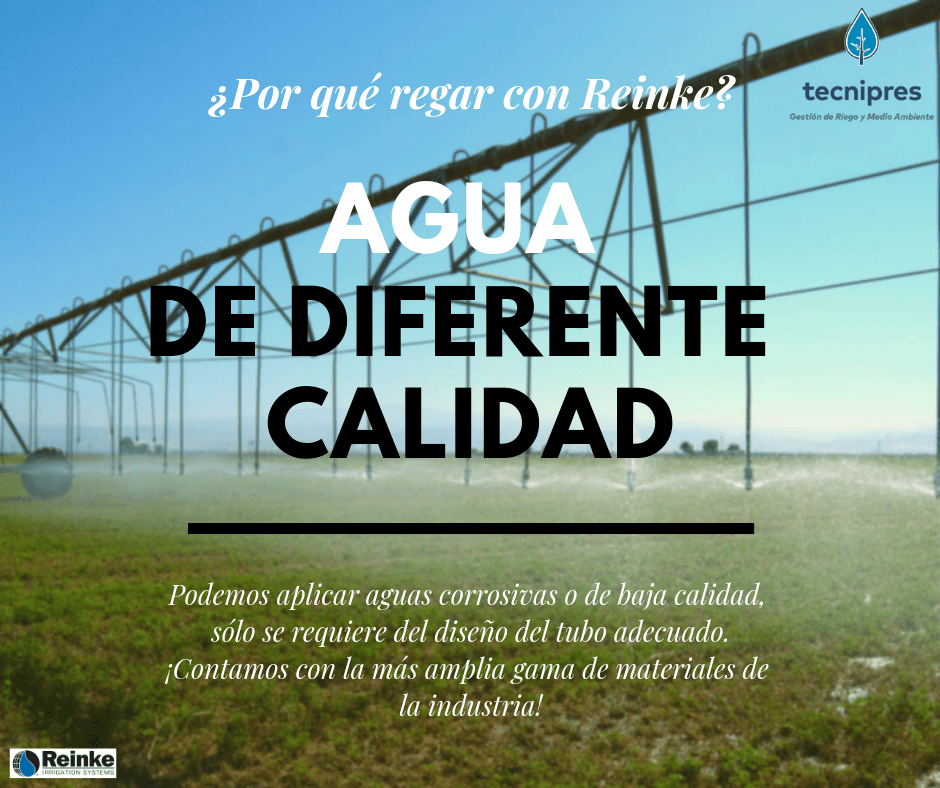 ¿Por qué regar con Reinke?
tecnipres
Gestión de Riego y Medio Ambiente
AGUA
DE DIFERENTE
CALIDAD
Podemos aplicar aguas corrosivas o de baja calidad,
sólo se requiere del diseño del tubo adecuado.
¡Contamos con la más amplia gama de materiales de
la industria!
Reinke
IRRIGATION SYSTEMS